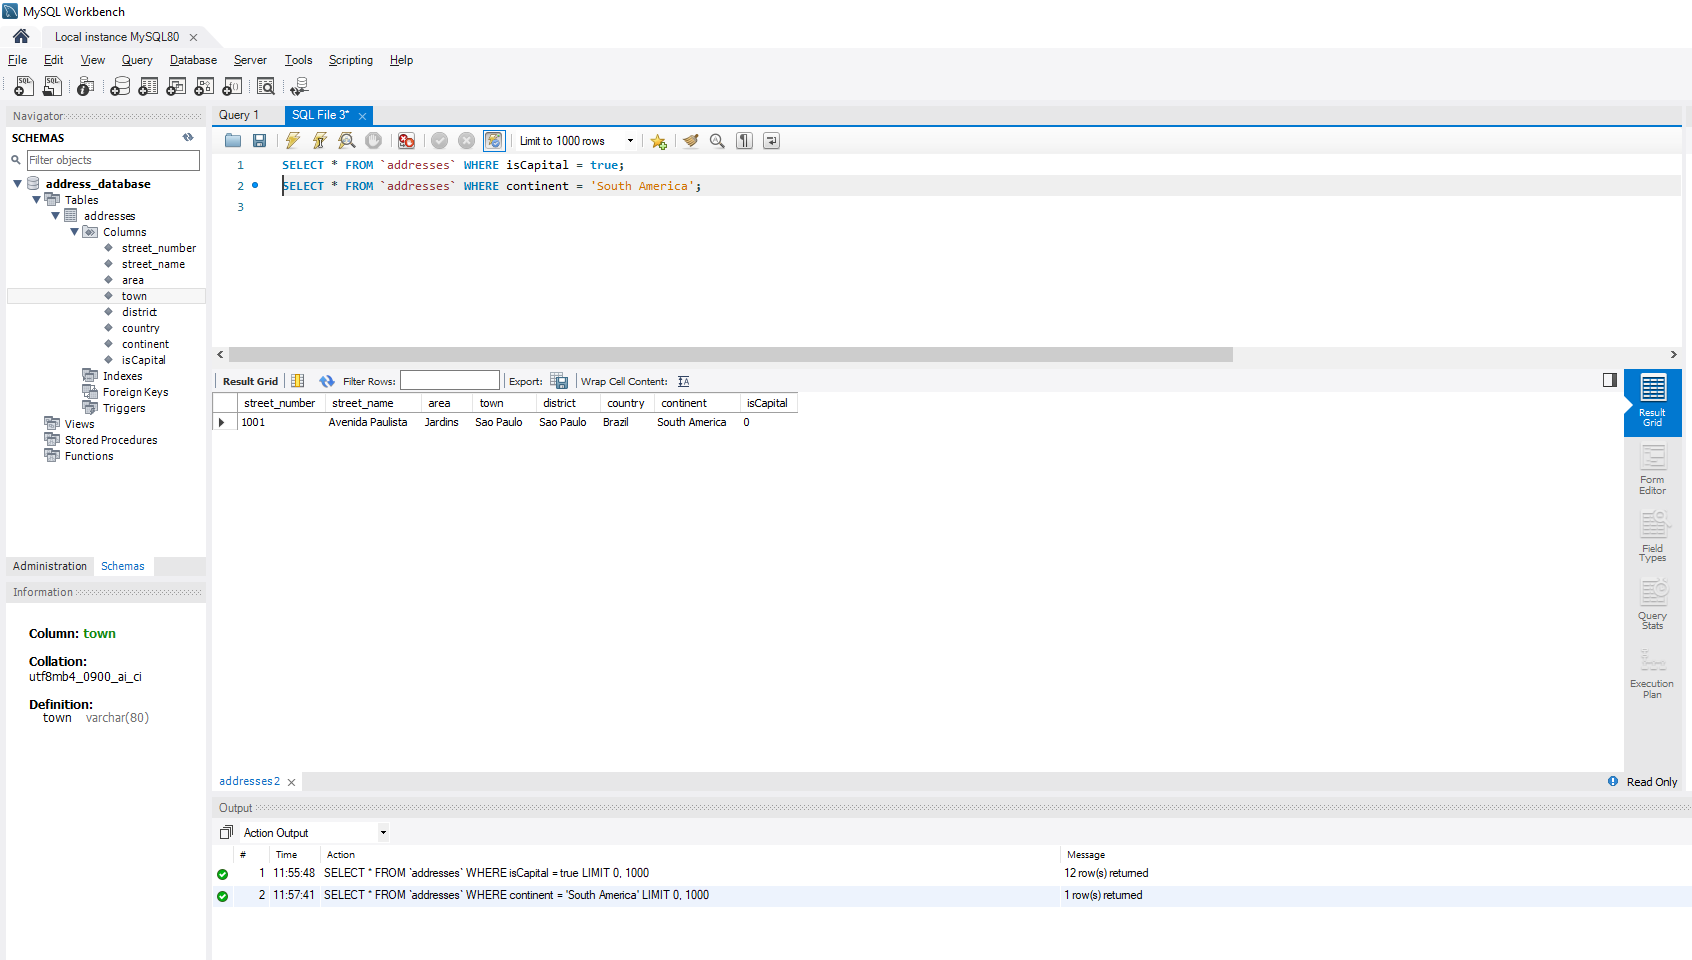 MySQL Workbench
Local instance MySQL80
File Edit View Query Database Server Tools Scripting Help
Navigator
SCHEMAS
Filter objects
address_database
Tables
addresses
Columns
street_number
street_name
area
town
district
country
continent
isCapital
Indexes
Foreign Keys
Triggers
Views
Stored Procedures
Functions
Administration Schemas
Information
Column: town
Collation:
utf8mb4_0900_ai_ci
Definition:
town varchar(80)
Query 1 SQL File 3*
Limit to 1000 rows
1 SELECT * FROM `addresses` WHERE isCapital = true;
2 SELECT * FROM `addresses` WHERE continent = 'South America';
3
Result Grid Filter Rows: Export: Wrap Cell Content:
street_number street_name area town district country continent isCapital
1001 Avenida Paulista Jardins Sao Paulo Sao Paulo Brazil South America 0
Result
Grid
Form
Editor
Field
Types
Query
Stats
Execution
Plan
addresses2
Read Only
Output
Action Output
# Time Action Message
1 11:55:48 SELECT * FROM `addresses` WHERE isCapital = true LIMIT 0, 1000 12 row(s) returned
2 11:57:41 SELECT * FROM `addresses` WHERE continent = 'South America' LIMIT 0, 1000 1 row(s) returned